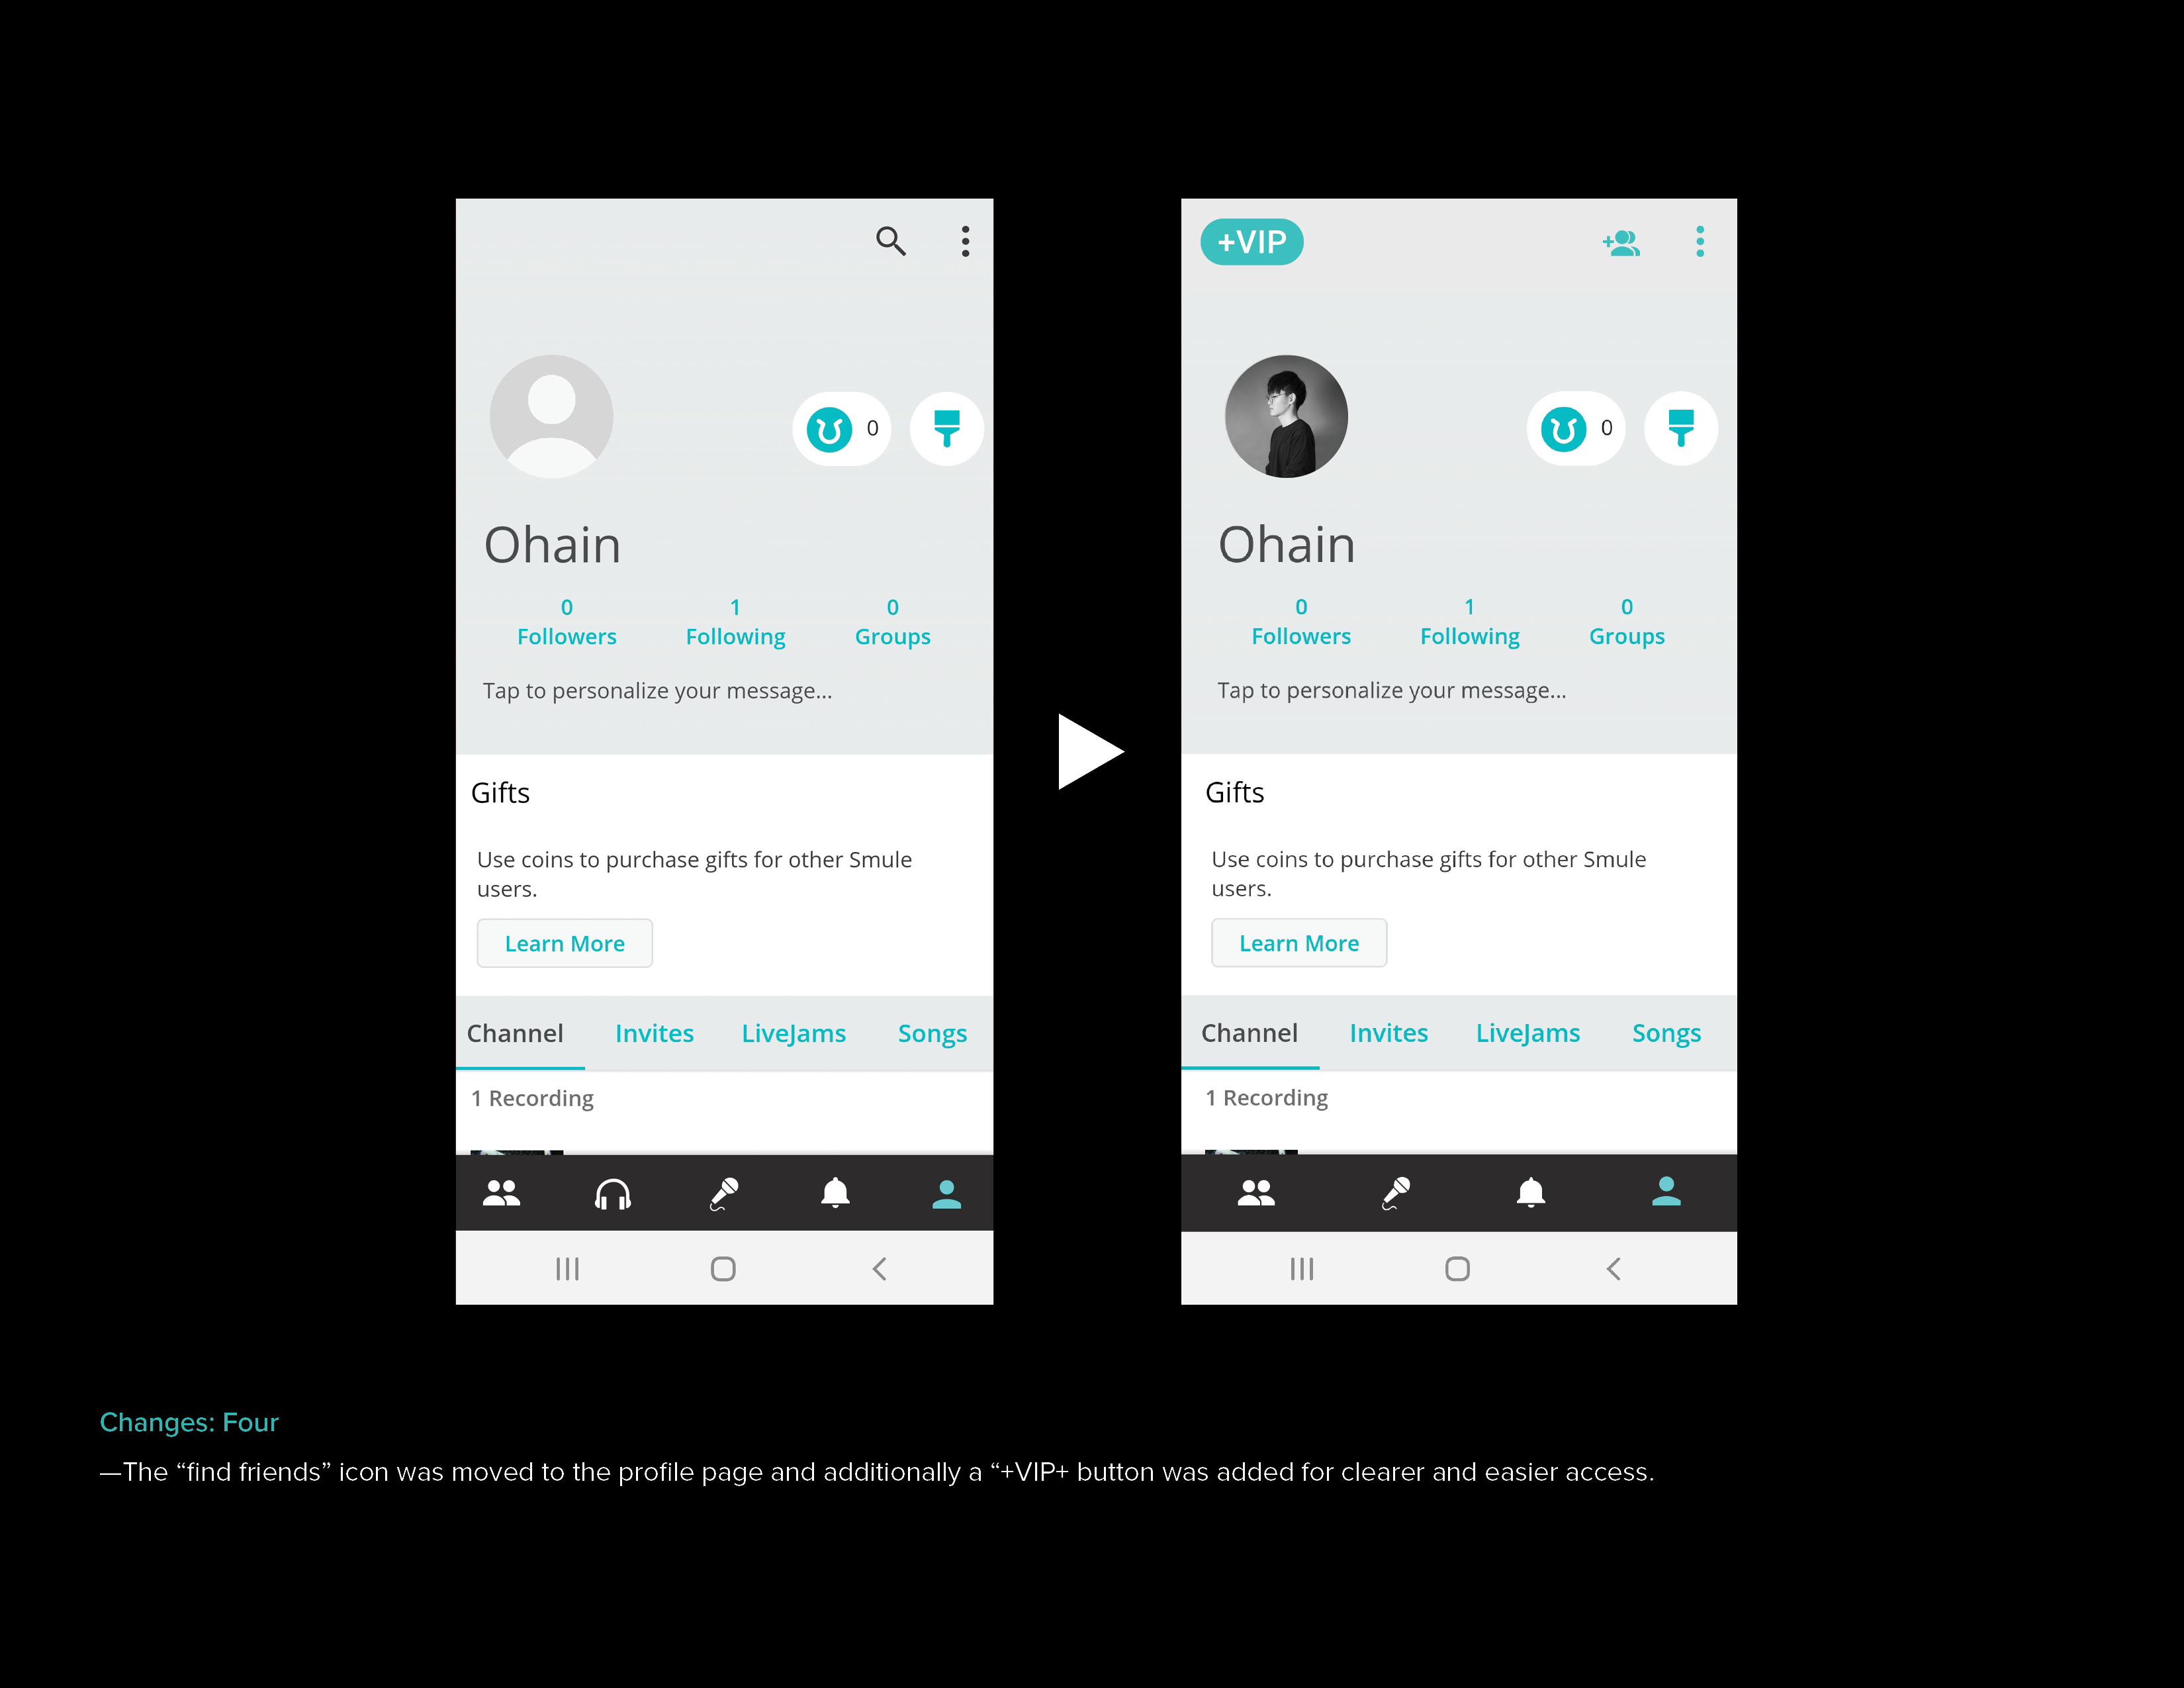 Ohain
0
0
Followers
1
Following
0
Groups
Tap to personalize your message...
Gifts
Use coins to purchase gifts for other Smule
users.
Learn More
Channel
Invites
LiveJams
Songs
1 Recording
+VIP
0
Ohain
0
Followers
1
Following
0
Groups
Tap to personalize your message...
Gifts
Use coins to purchase gifts for other Smule
users.
Learn More
Channel
Invites
LiveJams
Songs
1 Recording
Changes: Four
—The “find friends” icon was moved to the profile page and additionally a “+VIP+ button was added for clearer and easier access.